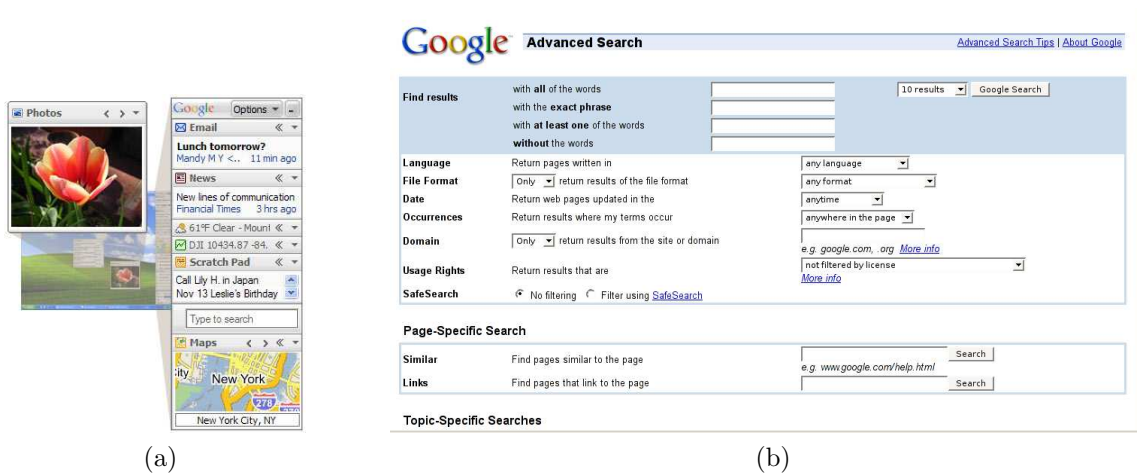 Photos
Google Options
Email
Lunch tomorrow?
Mandy M Y <.. 11 min ago
News
New lines of communication
Financial Times 3 hrs ago
61°F Clear - Mount
DJI 10434.87 -84.
Scratch Pad
Call Lily H. in Japan
Nov 13 Leslie's Birthday
Type to search
Maps
ity New York
278
New York City, NY
(a)
Google Advanced Search Advanced Search Tips | About Google
Find results with all of the words 10 results Google Search
with the exact phrase
with at least one of the words
without the words
Language Return pages written in any language
File Format Only return results of the file format any format
Date Return web pages updated in the anytime
Occurrences Return results where my terms occur anywhere in the page
Domain Only return results from the site or domain
e.g. google.com, .org More info
Usage Rights Return results that are not filtered by license
More info
SafeSearch No filtering Filter using SafeSearch
Page-Specific Search
Similar Find pages similar to the page Search
e.g. www.google.com/help.html
Links Find pages that link to the page Search
Topic-Specific Searches
(b)